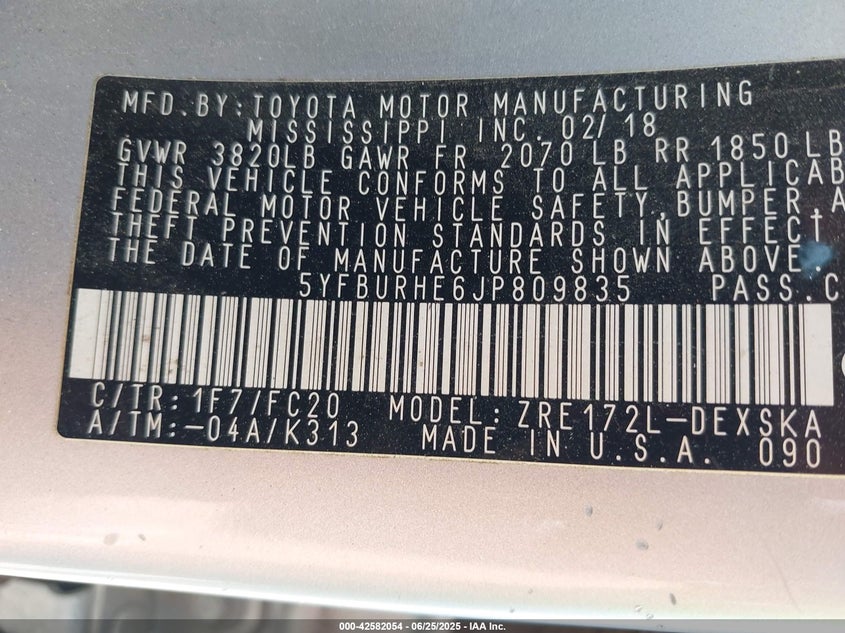 MFD.BY:TOYOTA MOTOR MANUFACTURING
MISSISSIPPI INC. 02/18
GVWR 3820LB GAWR FR 2070 LB RR 1850 LB
THIS VEHICLE CONFORMS TO ALL APPLICAB
FEDERAL MOTOR VEHICLE SAFETY,BUMPER A
THEFT PREVENTION STANDARDS IN EFFECT
THE DATE OF MANUFACTURE SHOWN ABOVE.
5YFBURHE6JP809835 PASS.C
C/TR:1F7/FC20 MODEL:ZRE172L-DEXSKA
A/TM:-04A/K313 MADE IN U.S.A. 090
000-42582054 - 06/25/2025 - IAA Inc.